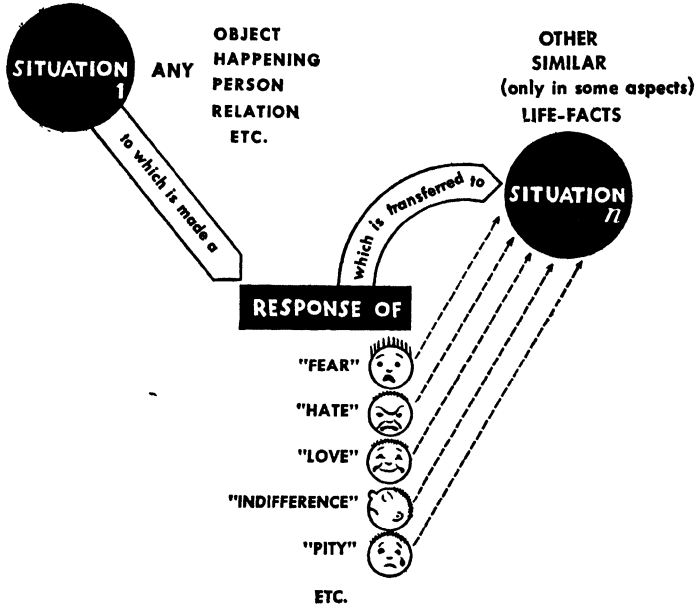 SITUATION
1
ANY
OBJECT
HAPPENING
PERSON
RELATION
ETC.
to which is made a
RESPONSE OF
"FEAR"
"HATE"
"LOVE"
"INDIFFERENCE"
"PITY"
ETC.
which is transferred to
OTHER
SIMILAR
(only in some aspects)
LIFE-FACTS
SITUATION
n